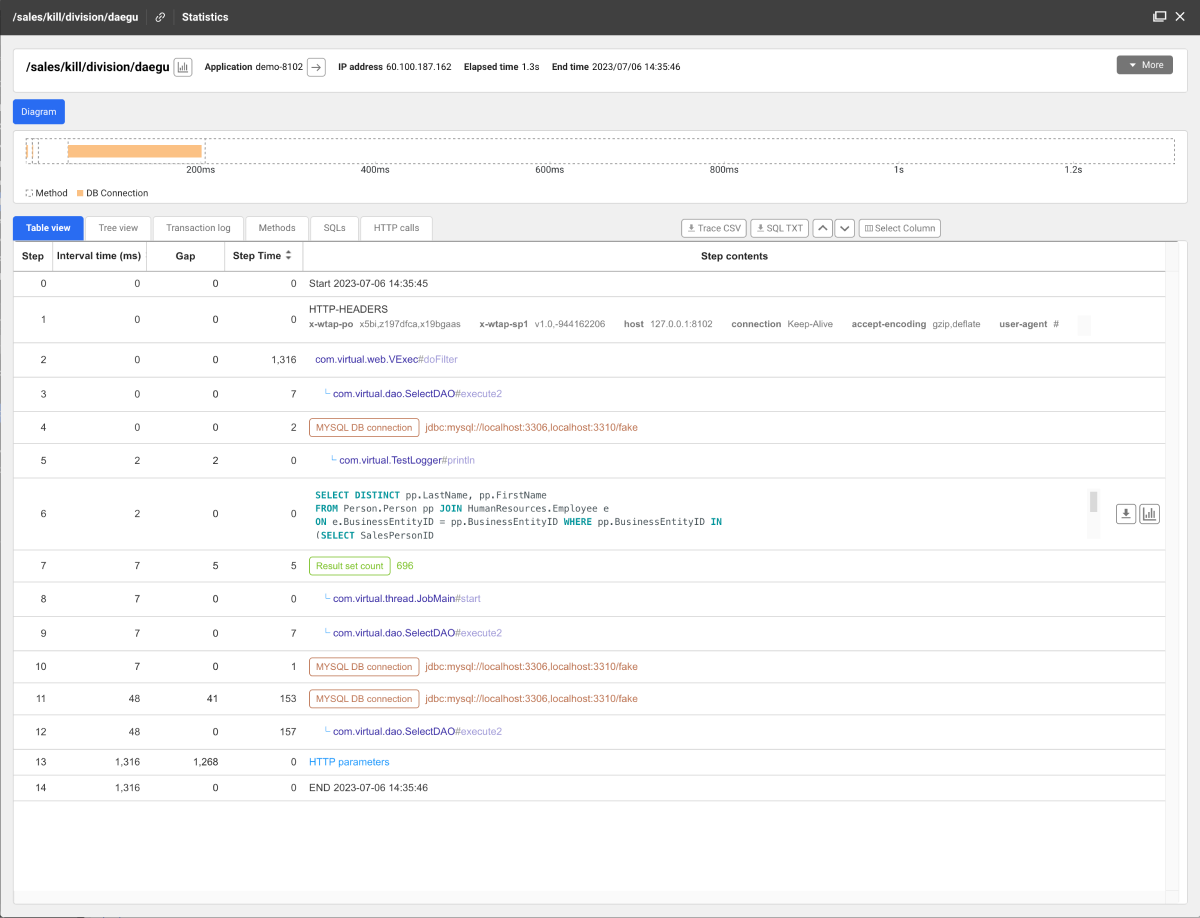 /sales/kill/division/daegu Statistics
/sales/kill/division/daegu Application demo-8102 IP address 60.100.187.162 Elapsed time 1.3s End time 2023/07/06 14:35:46 More
Diagram
200ms 400ms 600ms 800ms 1s 1.2s
Method DB Connection
Table view Tree view Transaction log Methods SQLs HTTP calls Trace CSV SQL TXT Select Column
Step Interval time (ms) Gap Step Time Step contents
0 0 0 0 Start 2023-07-06 14:35:45
1 0 0 0 HTTP-HEADERS
x-wtap-po x5bi,z197dfca,x19bgaas x-wtap-sp1 v1.0,-944162206 host 127.0.0.1:8102 connection Keep-Alive accept-encoding gzip,deflate user-agent #
2 0 0 1,316 com.virtual.web.VExec#doFilter
3 0 0 7 com.virtual.dao.SelectDAO#execute2
4 0 0 2 MYSQL DB connection jdbc:mysql://localhost:3306,localhost:3310/fake
5 2 2 0 com.virtual.TestLogger#println
6 2 0 0 SELECT DISTINCT pp.LastName, pp.FirstName
FROM Person.Person pp JOIN HumanResources.Employee e
ON e.BusinessEntityID = pp.BusinessEntityID WHERE pp.BusinessEntityID IN
(SELECT SalesPersonID
7 7 5 5 Result set count 696
8 7 0 0 com.virtual.thread.JobMain#start
9 7 0 7 com.virtual.dao.SelectDAO#execute2
10 7 0 1 MYSQL DB connection jdbc:mysql://localhost:3306,localhost:3310/fake
11 48 41 153 MYSQL DB connection jdbc:mysql://localhost:3306,localhost:3310/fake
12 48 0 157 com.virtual.dao.SelectDAO#execute2
13 1,316 1,268 0 HTTP parameters
14 1,316 0 0 END 2023-07-06 14:35:46